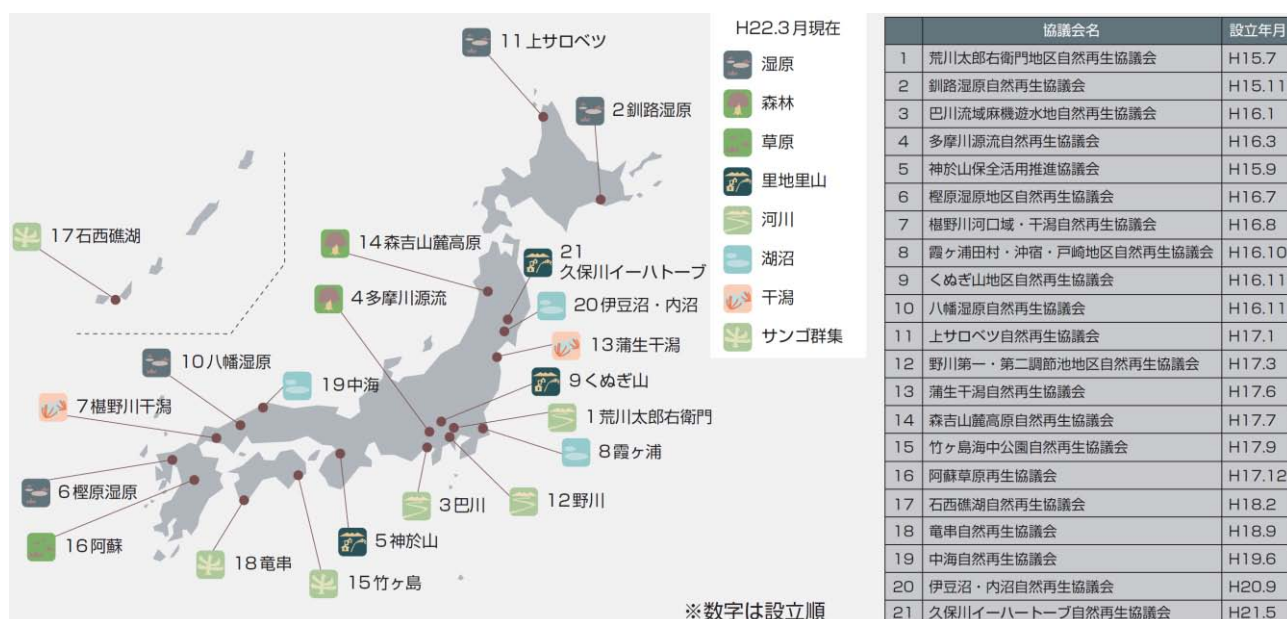 11上サロベツ
2釧路湿原
17石西礁湖
14森吉山麓高原
21
久保川イーハトーブ
4多摩川源流
20伊豆沼・内沼
13蒲生干潟
10八幡湿原
19中海
9くぬぎ山
7椹野川干潟
1荒川太郎右衛門
8霞ヶ浦
6樫原湿原
3巴川
12野川
16阿蘇
5神於山
18竜串
15竹ヶ島
※数字は設立順
H22.3月現在
湿原
森林
草原
里地里山
河川
湖沼
干潟
サンゴ群集
協議会名 設立年月
1 荒川太郎右衛門地区自然再生協議会 H15.7
2 釧路湿原自然再生協議会 H15.11
3 巴川流域麻機遊水地自然再生協議会 H16.1
4 多摩川源流自然再生協議会 H16.3
5 神於山保全活用推進協議会 H15.9
6 樫原湿原地区自然再生協議会 H16.7
7 椹野川河口域・干潟自然再生協議会 H16.8
8 霞ヶ浦田村・沖宿・戸崎地区自然再生協議会 H16.10
9 くぬぎ山地区自然再生協議会 H16.11
10 八幡湿原自然再生協議会 H16.11
11 上サロベツ自然再生協議会 H17.1
12 野川第一・第二調節池地区自然再生協議会 H17.3
13 蒲生干潟自然再生協議会 H17.6
14 森吉山麓高原自然再生協議会 H17.7
15 竹ヶ島海中公園自然再生協議会 H17.9
16 阿蘇草原再生協議会 H17.12
17 石西礁湖自然再生協議会 H18.2
18 竜串自然再生協議会 H18.9
19 中海自然再生協議会 H19.6
20 伊豆沼・内沼自然再生協議会 H20.9
21 久保川イーハートーブ自然再生協議会 H21.5